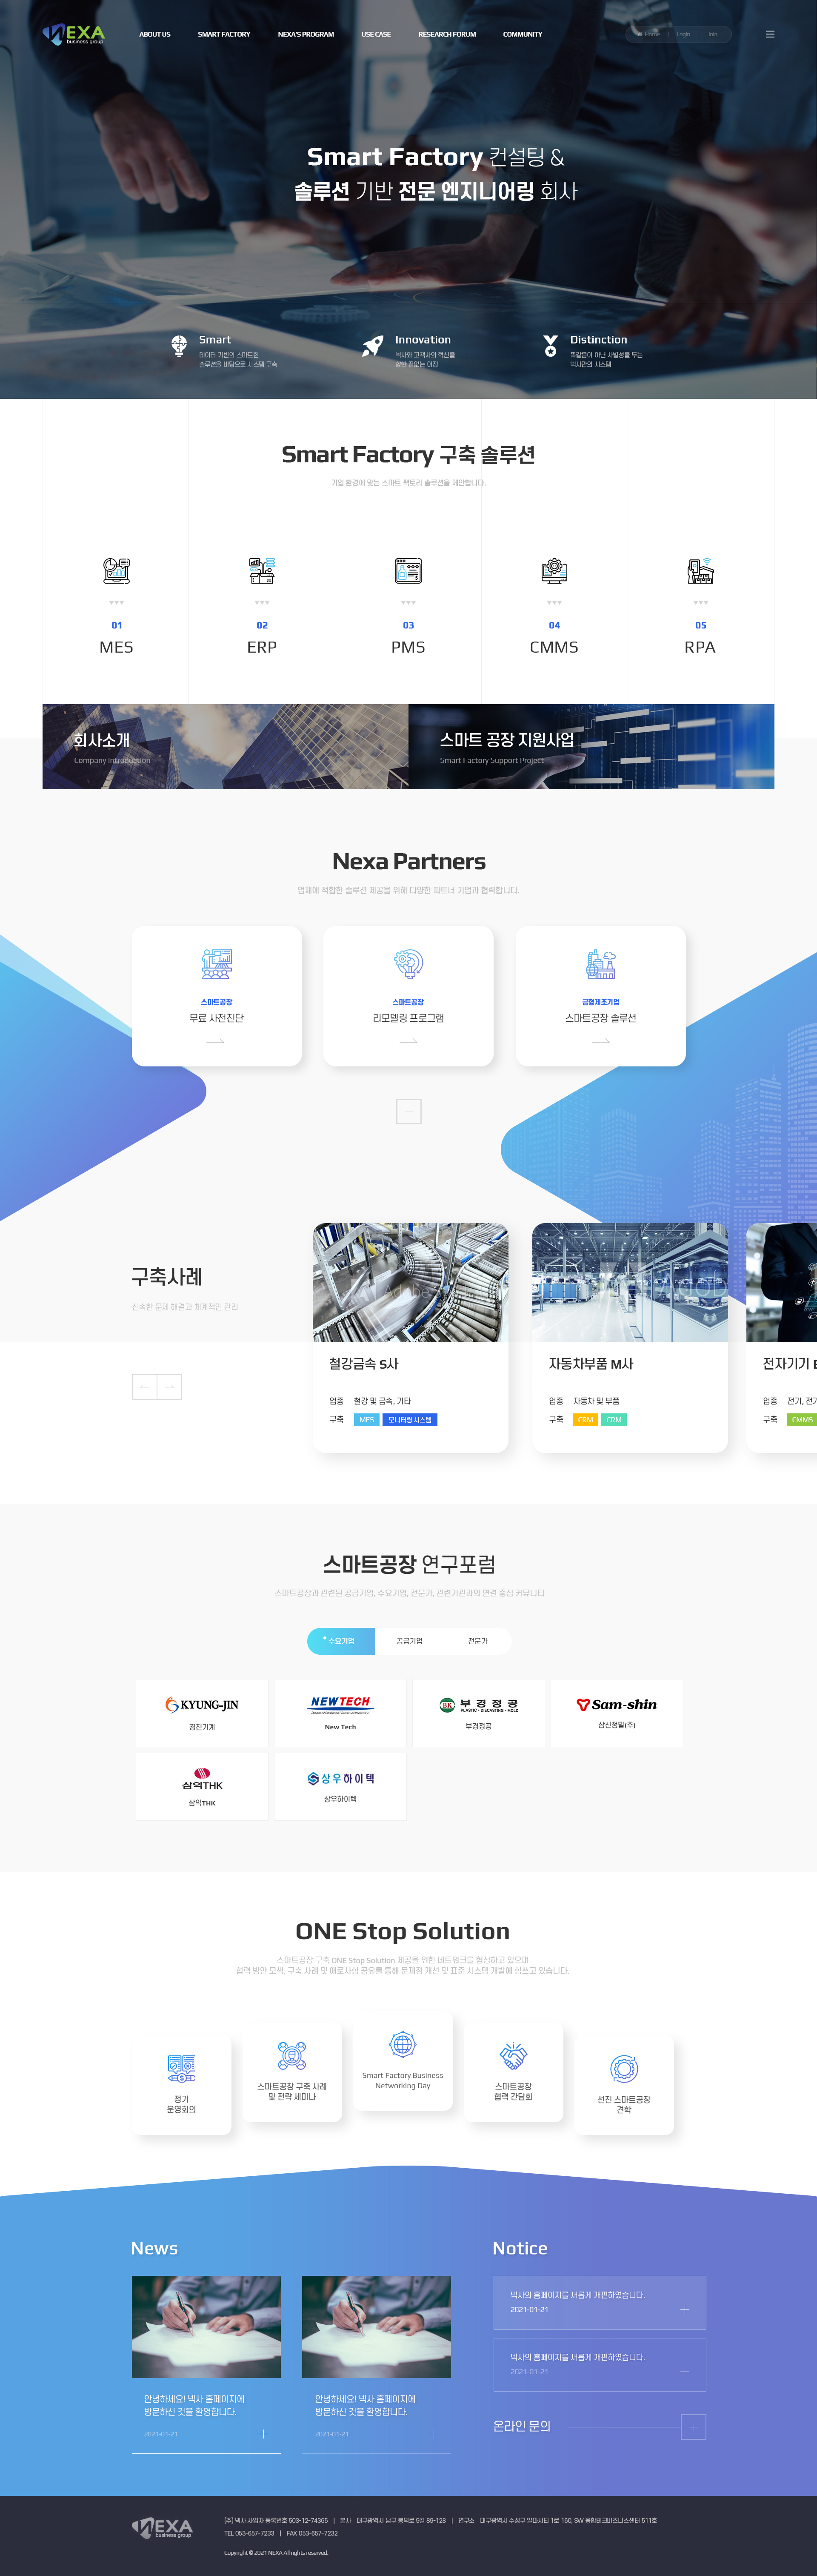 NEXA
business group
ABOUT US
SMART FACTORY
NEXA'S PROGRAM
USE CASE
RESEARCH FORUM
COMMUNITY
Home
Login
Join
Smart Factory 컨설팅 &
솔루션 기반 전문 엔지니어링 회사
Smart
데이터 기반의 스마트한
솔루션을 바탕으로 시스템 구축
Innovation
넥사와 고객사의 혁신을
향한 끝없는 여정
Distinction
똑같음이 아닌 차별성을 두는
넥사만의 시스템
Smart Factory 구축 솔루션
기업 환경에 맞는 스마트 팩토리 솔루션을 제안합니다.
01
MES
02
ERP
03
PMS
04
CMMS
05
RPA
회사소개
Company Introduction
스마트 공장 지원사업
Smart Factory Support Project
Nexa Partners
업체에 적합한 솔루션 제공을 위해 다양한 파트너 기업과 협력합니다.
스마트공장
무료 사전진단
스마트공장
리모델링 프로그램
금형제조기업
스마트공장 솔루션
구축사례
신속한 문제 해결과 체계적인 관리
철강금속 S사
업종 철강 및 금속, 기타
구축 MES 모니터링 시스템
자동차부품 M사
업종 자동차 및 부품
구축 CRM CRM
전자기기
업종 전기, 전기
구축 CMMS
스마트공장 연구포럼
스마트공장과 관련된 공급기업, 수요기업, 전문가, 관련기관과의 연결 중심 커뮤니티
수요기업
공급기업
전문가
KYUNG-JIN
경진기계
NEWTECH
New Tech
BK 부경정공
PLASTIC - DIECASTING - MOLD
부경정공
Sam-shin
삼신정밀(주)
삼익THK
삼익THK
상우하이텍
상우하이텍
ONE Stop Solution
스마트공장 구축 ONE Stop Solution 제공을 위한 네트워크를 형성하고 있으며
협력 방안 모색, 구축 사례 및 애로사항 공유를 통해 문제점 개선 및 표준 시스템 개발에 힘쓰고 있습니다.
정기
운영회의
스마트공장 구축 사례
및 전략 세미나
Smart Factory Business
Networking Day
스마트공장
협력 간담회
선진 스마트공장
견학
News
안녕하세요! 넥사 홈페이지에
방문하신 것을 환영합니다.
2021-01-21
안녕하세요! 넥사 홈페이지에
방문하신 것을 환영합니다.
2021-01-21
Notice
넥사의 홈페이지를 새롭게 개편하였습니다.
2021-01-21
넥사의 홈페이지를 새롭게 개편하였습니다.
2021-01-21
온라인 문의
NEXA
business group
(주) 넥사 사업자 등록번호 503-12-74365 | 본사 대구광역시 남구 봉덕로 9길 89-128 | 연구소 대구광역시 수성구 알파시티 1로 160, SW 융합테크비즈니스센터 511호
TEL 053-657-7233 | FAX 053-657-7232
Copyright © 2021 NEXA All rights reserved.